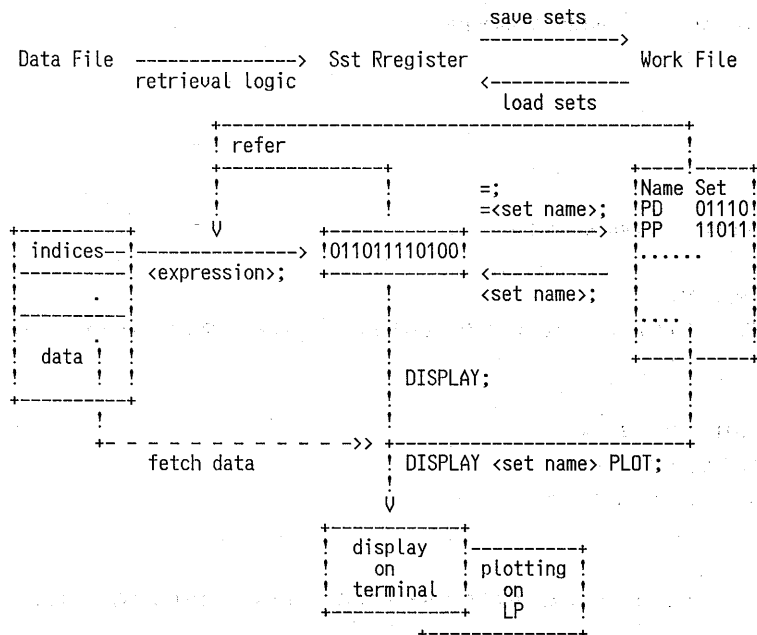 save sets
Data File ---------------> Sst Rregister -------------> Work File
retrieval logic <------------
load sets
refer
=; !Name Set !
=<set name>; !PD 01110!
! indices--!---------------> !011011110100! -----------> !PP 11011!
<expression>; <----------- !......
<set name>;
!....
! data !
! DISPLAY;
+- - - - - - - ->> +--------------------------+
fetch data ! DISPLAY <set name> PLOT;
! display !----------+
! on ! plotting !
! terminal ! on !
LP !